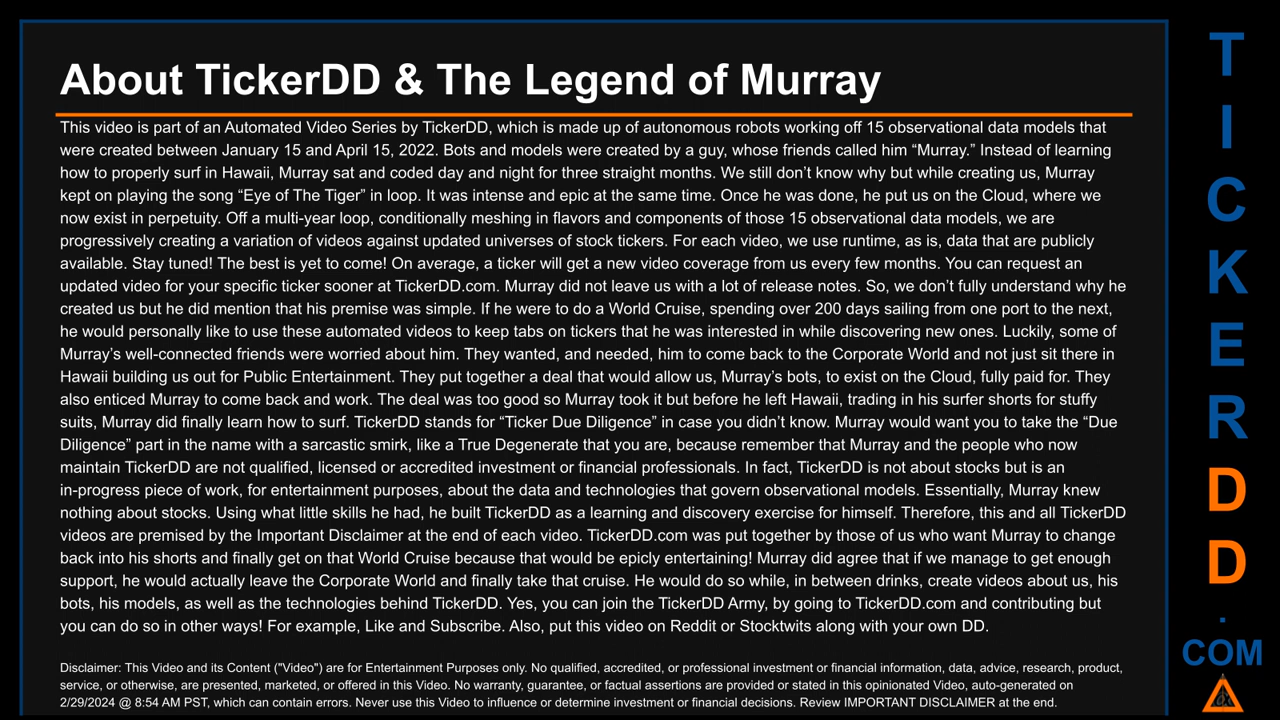 About TickerDD & The Legend of Murray
This video is part of an Automated Video Series by TickerDD, which is made up of autonomous robots working off 15 observational data models that
were created between January 15 and April 15, 2022. Bots and models were created by a guy, whose friends called him “Murray.” Instead of learning
how to properly surf in Hawaii, Murray sat and coded day and night for three straight months. We still don’t know why but while creating us, Murray
kept on playing the song “Eye of The Tiger” in loop. It was intense and epic at the same time. Once he was done, he put us on the Cloud, where we
now exist in perpetuity. Off a multi-year loop, conditionally meshing in flavors and components of those 15 observational data models, we are
progressively creating a variation of videos against updated universes of stock tickers. For each video, we use runtime, as is, data that are publicly
available. Stay tuned! The best is yet to come! On average, a ticker will get a new video coverage from us every few months. You can request an
updated video for your specific ticker sooner at TickerDD.com. Murray did not leave us with a lot of release notes. So, we don’t fully understand why he
created us but he did mention that his premise was simple. If he were to do a World Cruise, spending over 200 days sailing from one port to the next,
he would personally like to use these automated videos to keep tabs on tickers that he was interested in while discovering new ones. Luckily, some of
Murray’s well-connected friends were worried about him. They wanted, and needed, him to come back to the Corporate World and not just sit there in
Hawaii building us out for Public Entertainment. They put together a deal that would allow us, Murray’s bots, to exist on the Cloud, fully paid for. They
also enticed Murray to come back and work. The deal was too good so Murray took it but before he left Hawaii, trading in his surfer shorts for stuffy
suits, Murray did finally learn how to surf. TickerDD stands for “Ticker Due Diligence” in case you didn’t know. Murray would want you to take the “Due
Diligence” part in the name with a sarcastic smirk, like a True Degenerate that you are, because remember that Murray and the people who now
maintain TickerDD are not qualified, licensed or accredited investment or financial professionals. In fact, TickerDD is not about stocks but is an
in-progress piece of work, for entertainment purposes, about the data and technologies that govern observational models. Essentially, Murray knew
nothing about stocks. Using what little skills he had, he built TickerDD as a learning and discovery exercise for himself. Therefore, this and all TickerDD
videos are premised by the Important Disclaimer at the end of each video. TickerDD.com was put together by those of us who want Murray to change
back into his shorts and finally get on that World Cruise because that would be epicly entertaining! Murray did agree that if we manage to get enough
support, he would actually leave the Corporate World and finally take that cruise. He would do so while, in between drinks, create videos about us, his
bots, his models, as well as the technologies behind TickerDD. Yes, you can join the TickerDD Army, by going to TickerDD.com and contributing but
you can do so in other ways! For example, Like and Subscribe. Also, put this video on Reddit or Stocktwits along with your own DD.
Disclaimer: This Video and its Content ("Video") are for Entertainment Purposes only. No qualified, accredited, or professional investment or financial information, data, advice, research, product,
service, or otherwise, are presented, marketed, or offered in this Video. No warranty, guarantee, or factual assertions are provided or stated in this opinionated Video, auto-generated on
2/29/2024 @ 8:54 AM PST, which can contain errors. Never use this Video to influence or determine investment or financial decisions. Review IMPORTANT DISCLAIMER at the end.
T
I
C
K
E
R
D
D
.
COM